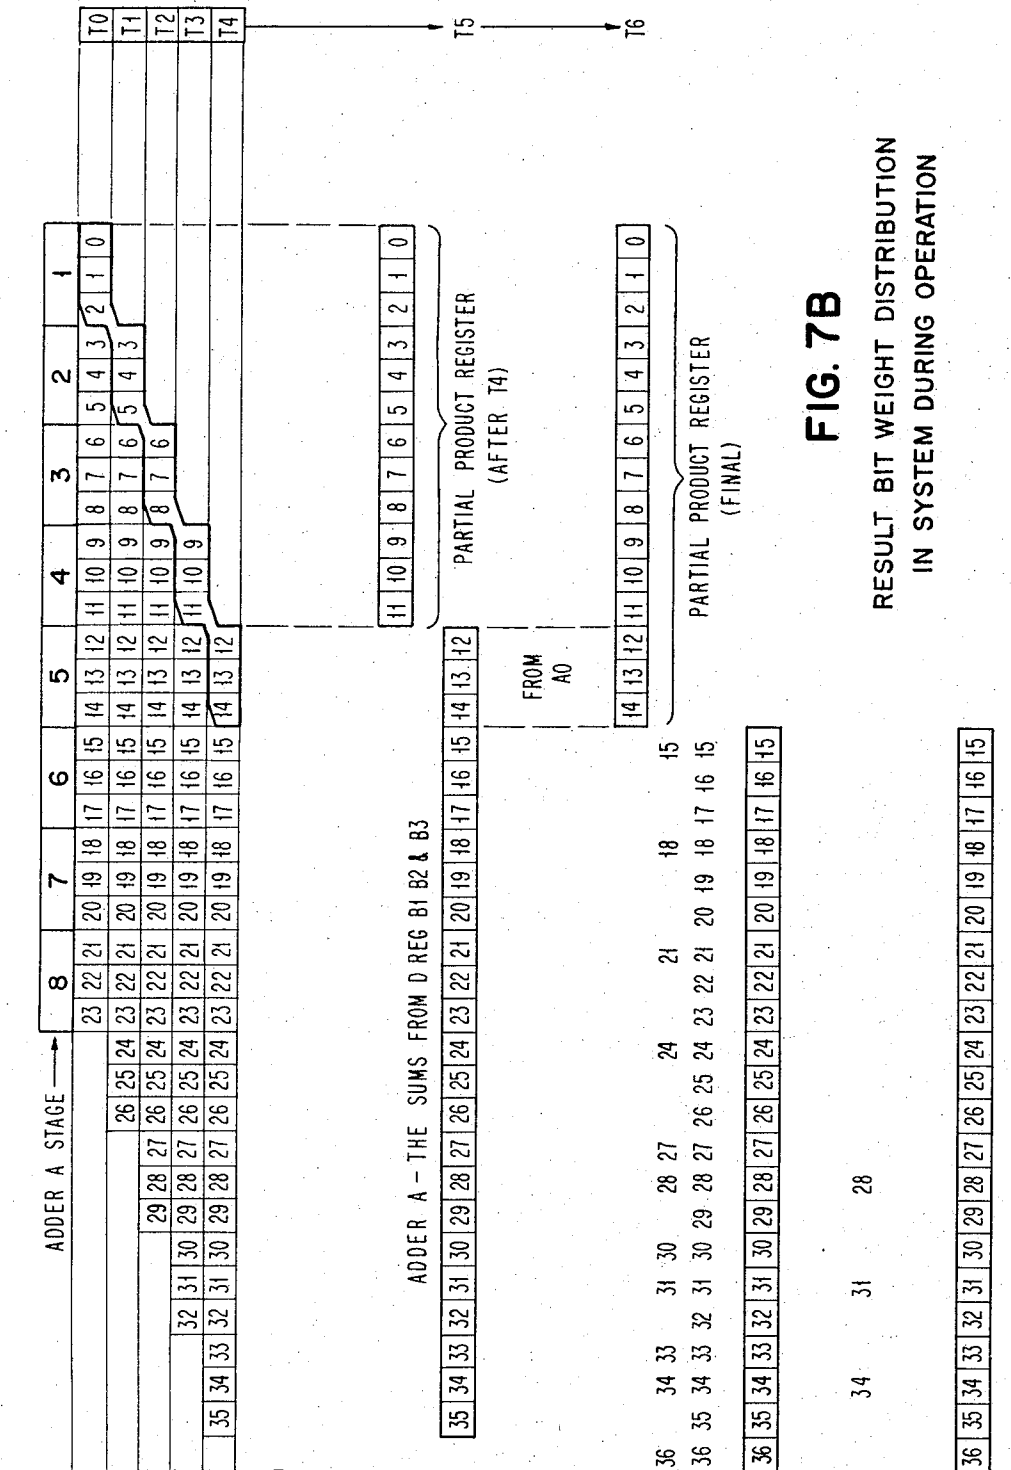 ADDER A STAGE → 8 7 6 5 4 3 2 1
23 22 21 20 19 18 17 16 15 14 13 12 11 10 9 8 7 6 5 4 3 2 1 0 T0
26 25 24 23 22 21 20 19 18 17 16 15 14 13 12 11 10 9 8 7 6 5 4 3 T1
29 28 27 26 25 24 23 22 21 20 19 18 17 16 15 14 13 12 11 10 9 8 7 6 T2
32 31 30 29 28 27 26 25 24 23 22 21 20 19 18 17 16 15 14 13 12 11 10 9 T3
35 34 33 32 31 30 29 28 27 26 25 24 23 22 21 20 19 18 17 16 15 14 13 12 T4
11 10 9 8 7 6 5 4 3 2 1 0
ADDER A - THE SUMS FROM D REG B1 B2 & B3
35 34 33 32 31 30 29 28 27 26 25 24 23 22 21 20 19 18 17 16 15 14 13 12
PARTIAL PRODUCT REGISTER
(AFTER T4)
T5
FROM
A0
14 13 12 11 10 9 8 7 6 5 4 3 2 1 0 T6
PARTIAL PRODUCT REGISTER
(FINAL)
36 34 33 31 30 28 27 24 21 18 15
36 35 34 33 32 31 30 29 28 27 26 25 24 23 22 21 20 19 18 17 16 15
36 35 34 33 32 31 30 29 28 27 26 25 24 23 22 21 20 19 18 17 16 15
34 31 28
36 35 34 33 32 31 30 29 28 27 26 25 24 23 22 21 20 19 18 17 16 15
FIG. 7B
RESULT BIT WEIGHT DISTRIBUTION
IN SYSTEM DURING OPERATION